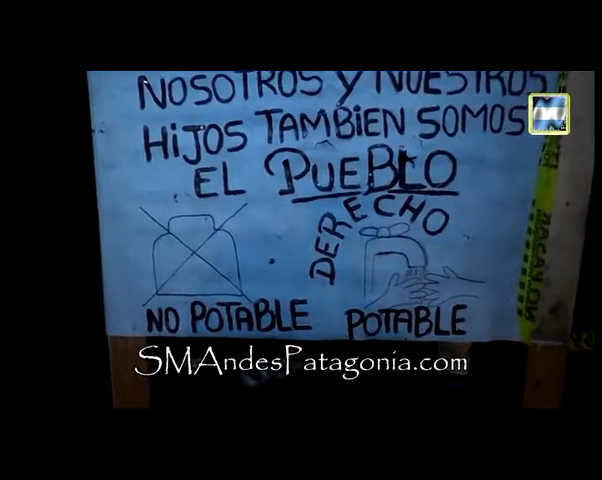 NOSOTROS Y NUESTROS
HIJOS TAMBIEN SOMOS
EL PUEBLO
DERECHO
NO POTABLE
POTABLE
SMAndesPatagonia.com